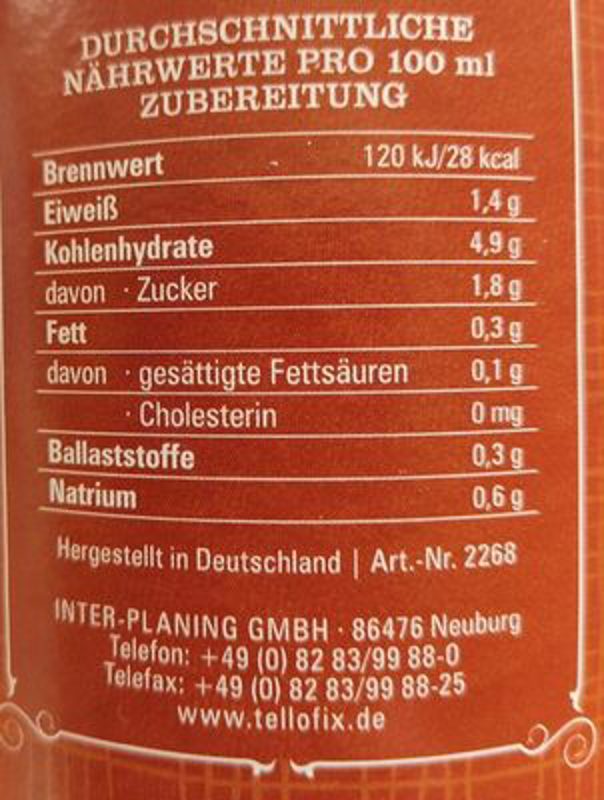 DURCHSCHNITTLICHE
NÄHRWERTE PRO 100 ml
ZUBEREITUNG
Brennwert 120 kJ/28 kcal
Eiweiß 1,4 g
Kohlenhydrate 4,9 g
davon · Zucker 1,8 g
Fett 0,3 g
davon · gesättigte Fettsäuren 0,1 g
· Cholesterin 0 mg
Ballaststoffe 0,3 g
Natrium 0,6 g
Hergestellt in Deutschland | Art.-Nr. 2268
INTER-PLANING GMBH · 86476 Neuburg
Telefon: +49 (0) 82 83/99 88-0
Telefax: +49 (0) 82 83/99 88-25
www.tellofix.de